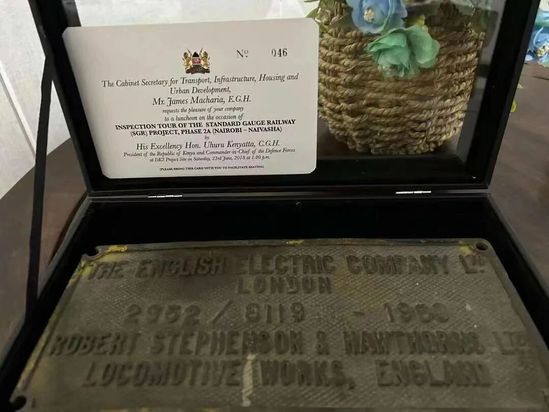 Nº 046
The Cabinet Secretary for Transport, Infrastructure, Housing and
Urban Development,
Mr. James Macharia, E.G.H.
requests the pleasure of your company
to a luncheon on the occasion of
INSPECTION TOUR OF THE STANDARD GAUGE RAILWAY
(SGR) PROJECT, PHASE 2A (NAIROBI – NAIVASHA)
by
His Excellency Hon. Uhuru Kenyatta, C.G.H.
President of the Republic of Kenya and Commander-in-Chief of the Defence Forces
at Project Site on Saturday, 23rd June, 2018 at 1.00 p.m.
(PLEASE BRING THIS CARD WITH YOU TO FACILITATE SEATING)
THE ENGLISH ELECTRIC COMPANY LD
LONDON
2932 / 8119 - 1960
ROBERT STEPHENSON & HAWTHORNS LD
LOCOMOTIVE WORKS, ENGLAND